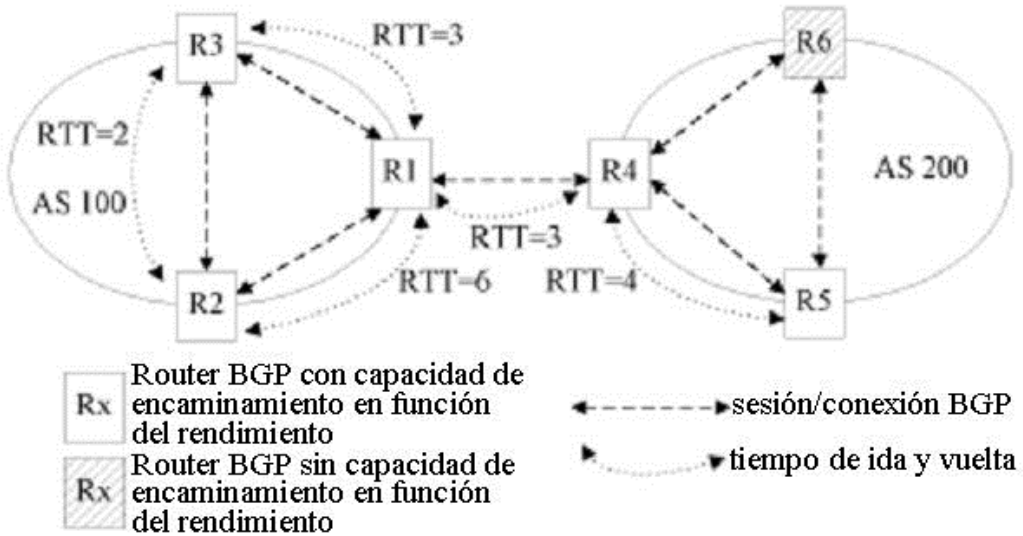 R3
RTT=3
R6
RTT=2
R1
R4
AS 200
AS 100
RTT=3
RTT=6
RTT=4
R2
R5
Rx
Router BGP con capacidad de
encaminamiento en función
del rendimiento
Rx
Router BGP sin capacidad de
encaminamiento en función
del rendimiento
sesión/conexión BGP
tiempo de ida y vuelta